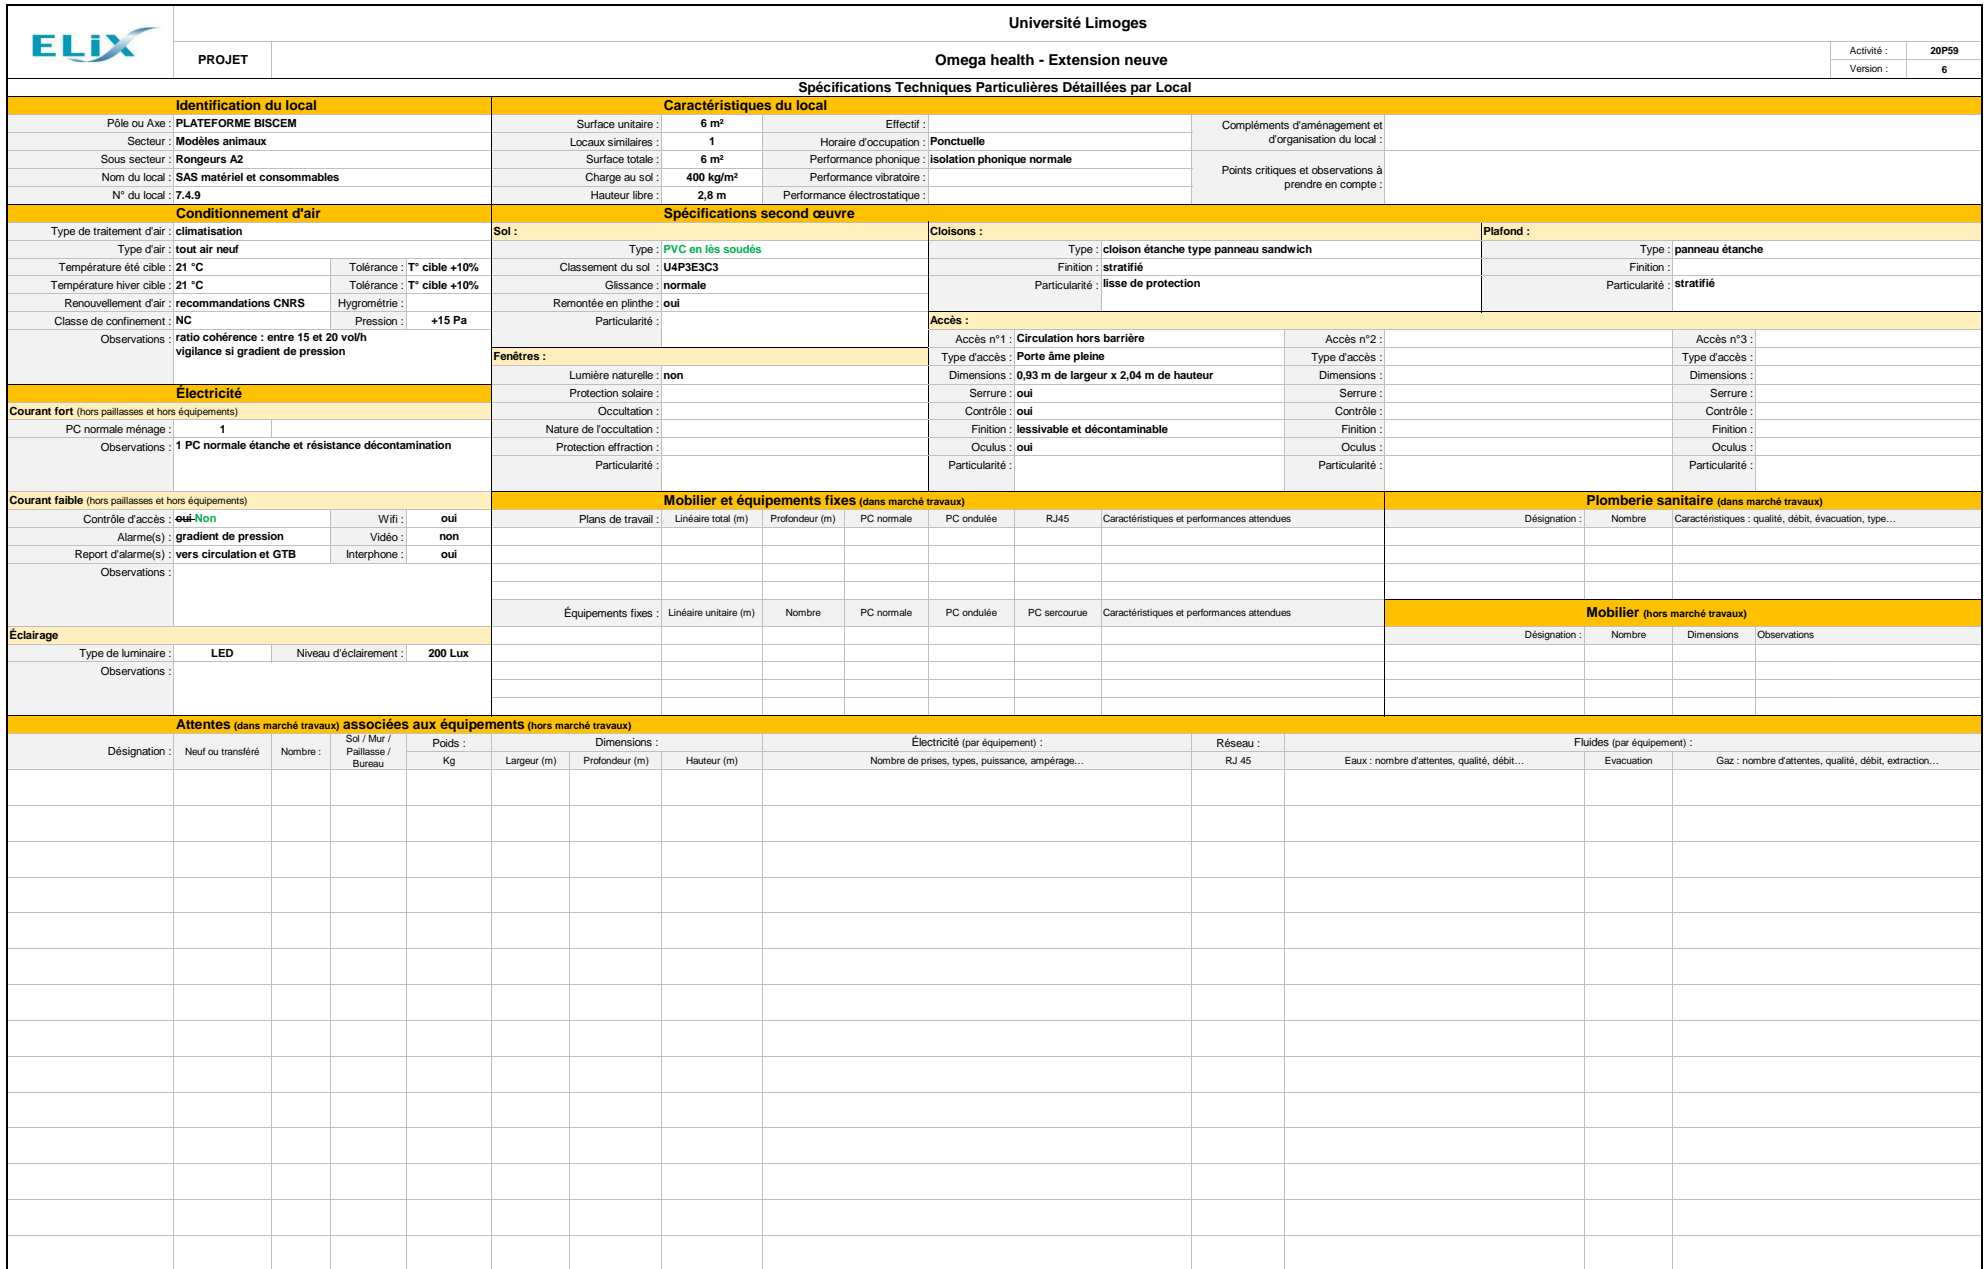 ELiX
Université Limoges
PROJET
Omega health - Extension neuve
Activité : 20P59
Version : 6
Spécifications Techniques Particulières Détaillées par Local
Identification du local
Pôle ou Axe : PLATEFORME BISCEM
Secteur : Modèles animaux
Sous secteur : Rongeurs A2
Nom du local : SAS matériel et consommables
N° du local : 7.4.9
Caractéristiques du local
Surface unitaire : 6 m² Effectif :
Locaux similaires : 1 Horaire d'occupation : Ponctuelle
Surface totale : 6 m² Performance phonique : isolation phonique normale
Charge au sol : 400 kg/m² Performance vibratoire :
Hauteur libre : 2,8 m Performance électrostatique :
Compléments d'aménagement et
d'organisation du local :
Points critiques et observations à
prendre en compte :
Conditionnement d'air
Type de traitement d'air : climatisation
Type d'air : tout air neuf
Température été cible : 21 °C Tolérance : T° cible +10%
Température hiver cible : 21 °C Tolérance : T° cible +10%
Renouvellement d'air : recommandations CNRS Hygrométrie :
Classe de confinement : NC Pression : +15 Pa
Observations : ratio cohérence : entre 15 et 20 vol/h
vigilance si gradient de pression
Spécifications second œuvre
Sol :
Type : PVC en lès soudés
Classement du sol : U4P3E3C3
Glissance : normale
Remontée en plinthe : oui
Particularité :
Cloisons :
Type : cloison étanche type panneau sandwich
Finition : stratifié
Particularité : lisse de protection
Plafond :
Type : panneau étanche
Finition :
Particularité : stratifié
Fenêtres :
Lumière naturelle : non
Protection solaire :
Occultation :
Nature de l'occultation :
Protection effraction :
Particularité :
Accès :
Accès n°1 : Circulation hors barrière Accès n°2 : Accès n°3 :
Type d'accès : Porte âme pleine Type d'accès : Type d'accès :
Dimensions : 0,93 m de largeur x 2,04 m de hauteur Dimensions : Dimensions :
Serrure : oui Serrure : Serrure :
Contrôle : oui Contrôle : Contrôle :
Finition : lessivable et décontaminable Finition : Finition :
Oculus : oui Oculus : Oculus :
Particularité : Particularité : Particularité :
Électricité
Courant fort (hors paillasses et hors équipements)
PC normale ménage : 1
Observations : 1 PC normale étanche et résistance décontamination
Courant faible (hors paillasses et hors équipements)
Contrôle d'accès : oui Non Wifi : oui
Alarme(s) : gradient de pression Vidéo : non
Report d'alarme(s) : vers circulation et GTB Interphone : oui
Observations :
Éclairage
Type de luminaire : LED Niveau d'éclairement : 200 Lux
Observations :
Mobilier et équipements fixes (dans marché travaux)
Plans de travail : Linéaire total (m) Profondeur (m) PC normale PC ondulée RJ45 Caractéristiques et performances attendues
Équipements fixes : Linéaire unitaire (m) Nombre PC normale PC ondulée PC sercourue Caractéristiques et performances attendues
Plomberie sanitaire (dans marché travaux)
Désignation : Nombre Caractéristiques : qualité, débit, évacuation, type…
Mobilier (hors marché travaux)
Désignation : Nombre Dimensions Observations
Attentes (dans marché travaux) associées aux équipements (hors marché travaux)
Désignation : Neuf ou transféré Nombre :
Sol / Mur /
Paillasse /
Bureau
Poids : Dimensions : Électricité (par équipement) : Réseau : Fluides (par équipement) :
Kg Largeur (m) Profondeur (m) Hauteur (m) Nombre de prises, types, puissance, ampérage… RJ 45 Eaux : nombre d'attentes, qualité, débit… Evacuation Gaz : nombre d'attentes, qualité, débit, extraction…